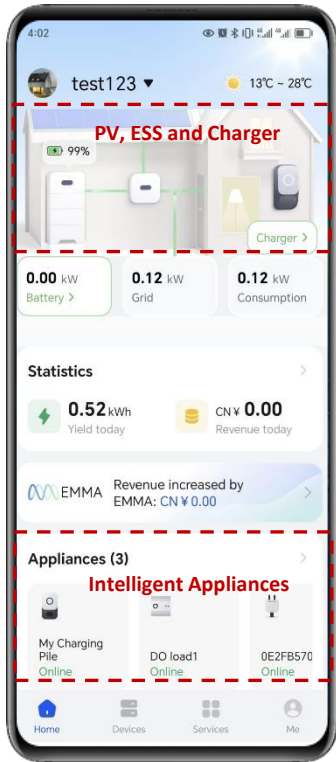 4:02
test123
13℃ ~ 28℃
PV, ESS and Charger
99%
Charger >
0.00 kW
Battery >
0.12 kW
Grid
0.12 kW
Consumption
Statistics
0.52 kWh
Yield today
CN¥ 0.00
Revenue today
EMMA
Revenue increased by
EMMA: CN¥0.00
Appliances (3)
Intelligent Appliances
My Charging
Pile
Online
DO load1
Online
0E2FB570
Online
Home
Devices
Services
Me